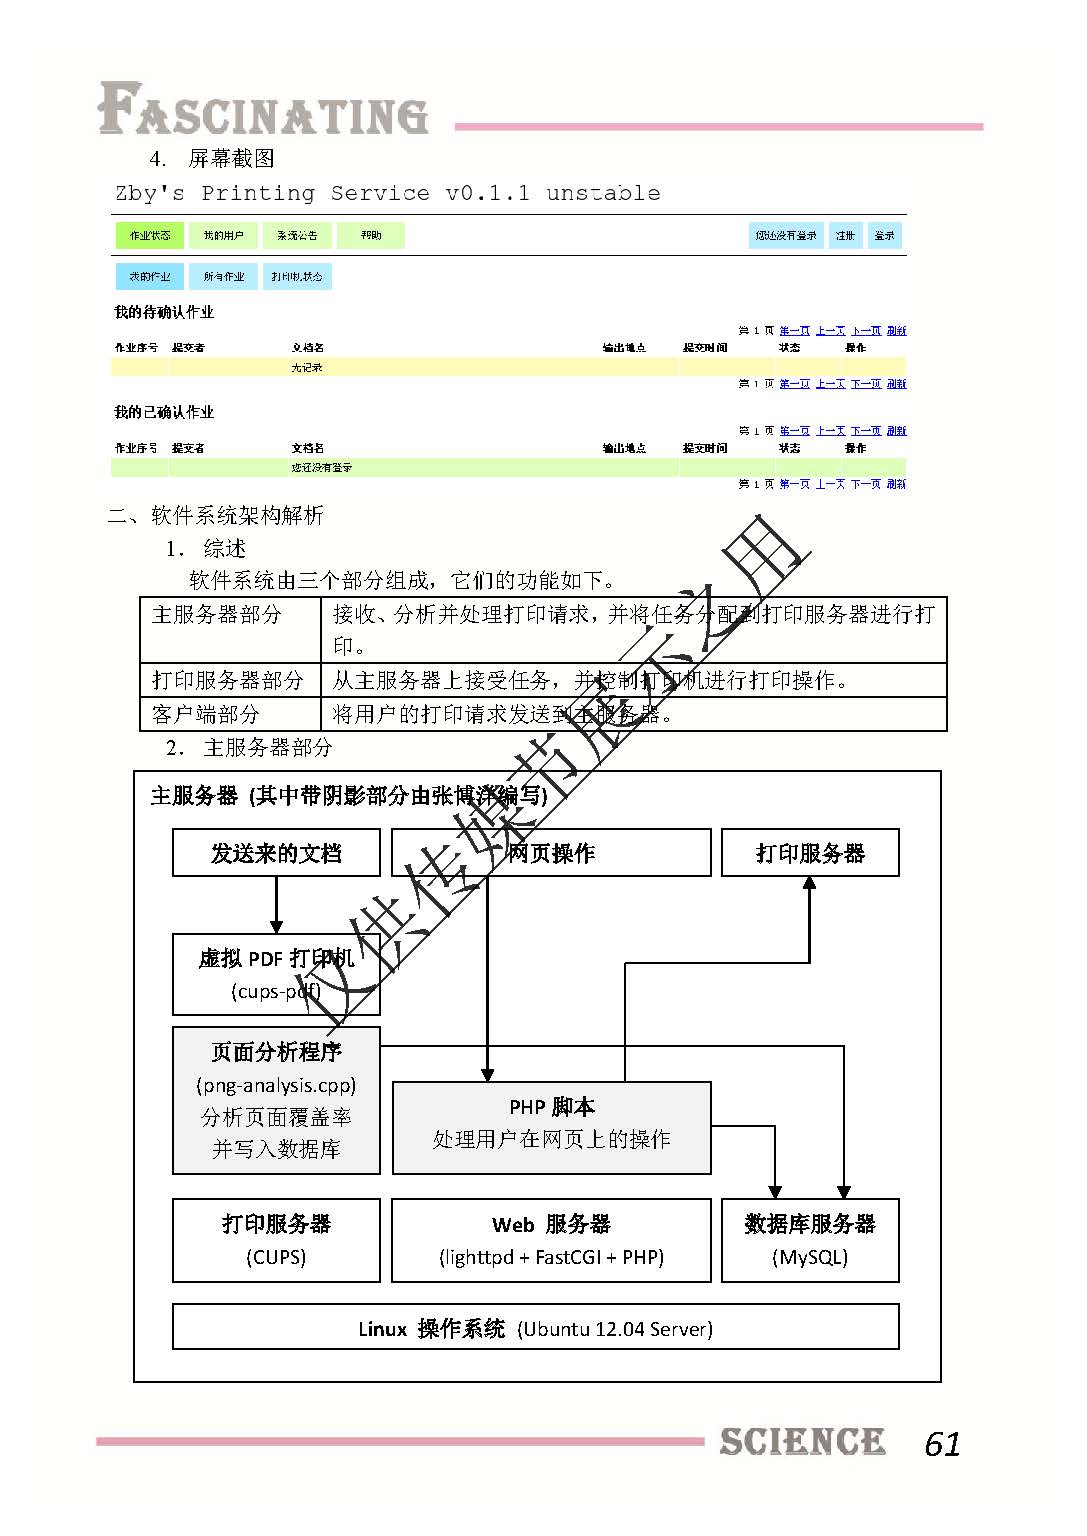 FASCINATING
4. 屏幕截图
Zby's Printing Service v0.1.1 unstable
作业状态 我的用户 系统公告 帮助 您还没有登录 注册 登录
我的作业 所有作业 打印机状态
我的待确认作业
第 1 页 第一页 上一页 下一页 刷新
作业序号 提交者 文档名 输出地点 提交时间 状态 操作
无记录
第 1 页 第一页 上一页 下一页 刷新
我的已确认作业
第 1 页 第一页 上一页 下一页 刷新
作业序号 提交者 文档名 输出地点 提交时间 状态 操作
您还没有登录
第 1 页 第一页 上一页 下一页 刷新
二、软件系统架构解析
1. 综述
软件系统由三个部分组成，它们的功能如下。
主服务器部分 接收、分析并处理打印请求，并将任务分配到打印服务器进行打
印。
打印服务器部分 从主服务器上接受任务，并控制打印机进行打印操作。
客户端部分 将用户的打印请求发送到主服务器。
2. 主服务器部分
主服务器 (其中带阴影部分由张博洋编写)
发送来的文档 网页操作 打印服务器
虚拟 PDF 打印机
(cups-pdf)
页面分析程序
(png-analysis.cpp)
分析页面覆盖率
并写入数据库
PHP 脚本
处理用户在网页上的操作
打印服务器
(CUPS)
Web 服务器
(lighttpd + FastCGI + PHP)
数据库服务器
(MySQL)
Linux 操作系统 (Ubuntu 12.04 Server)
仅供传媒节展示之用
SCIENCE 61